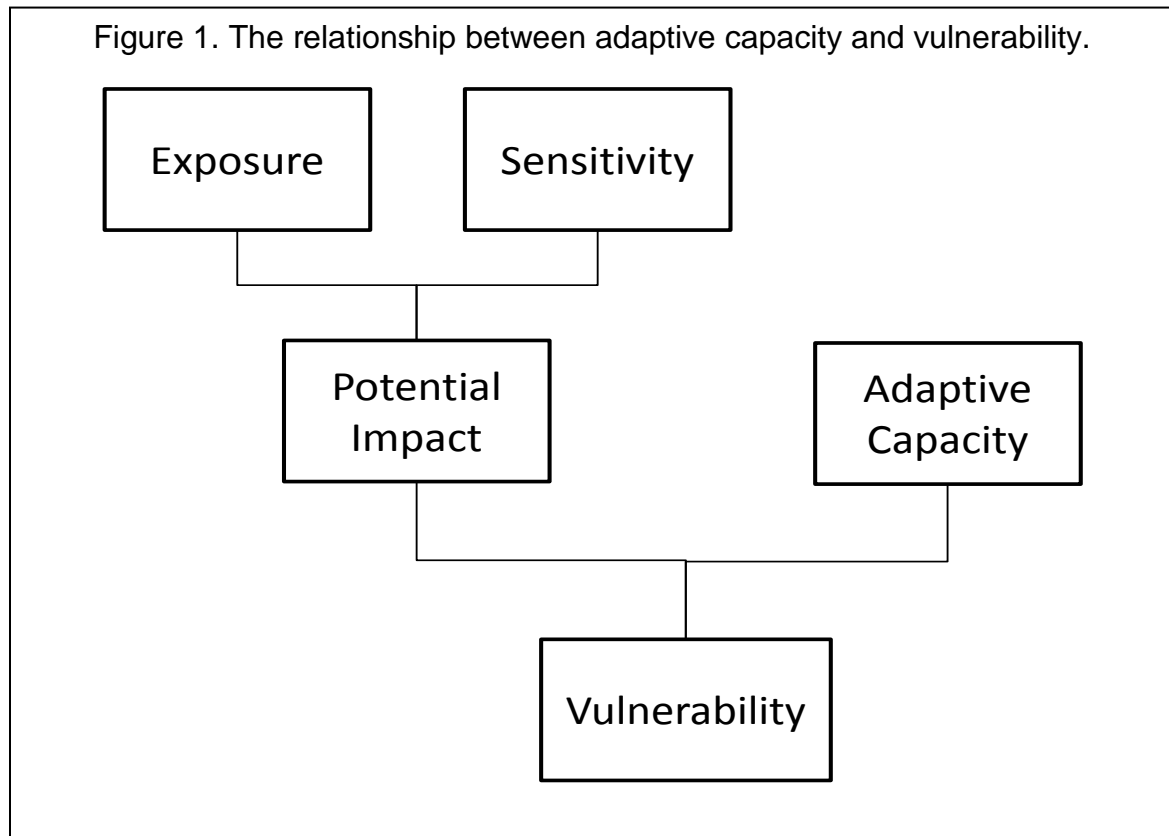 Figure 1. The relationship between adaptive capacity and vulnerability.
Exposure
Sensitivity
Potential
Impact
Adaptive
Capacity
Vulnerability